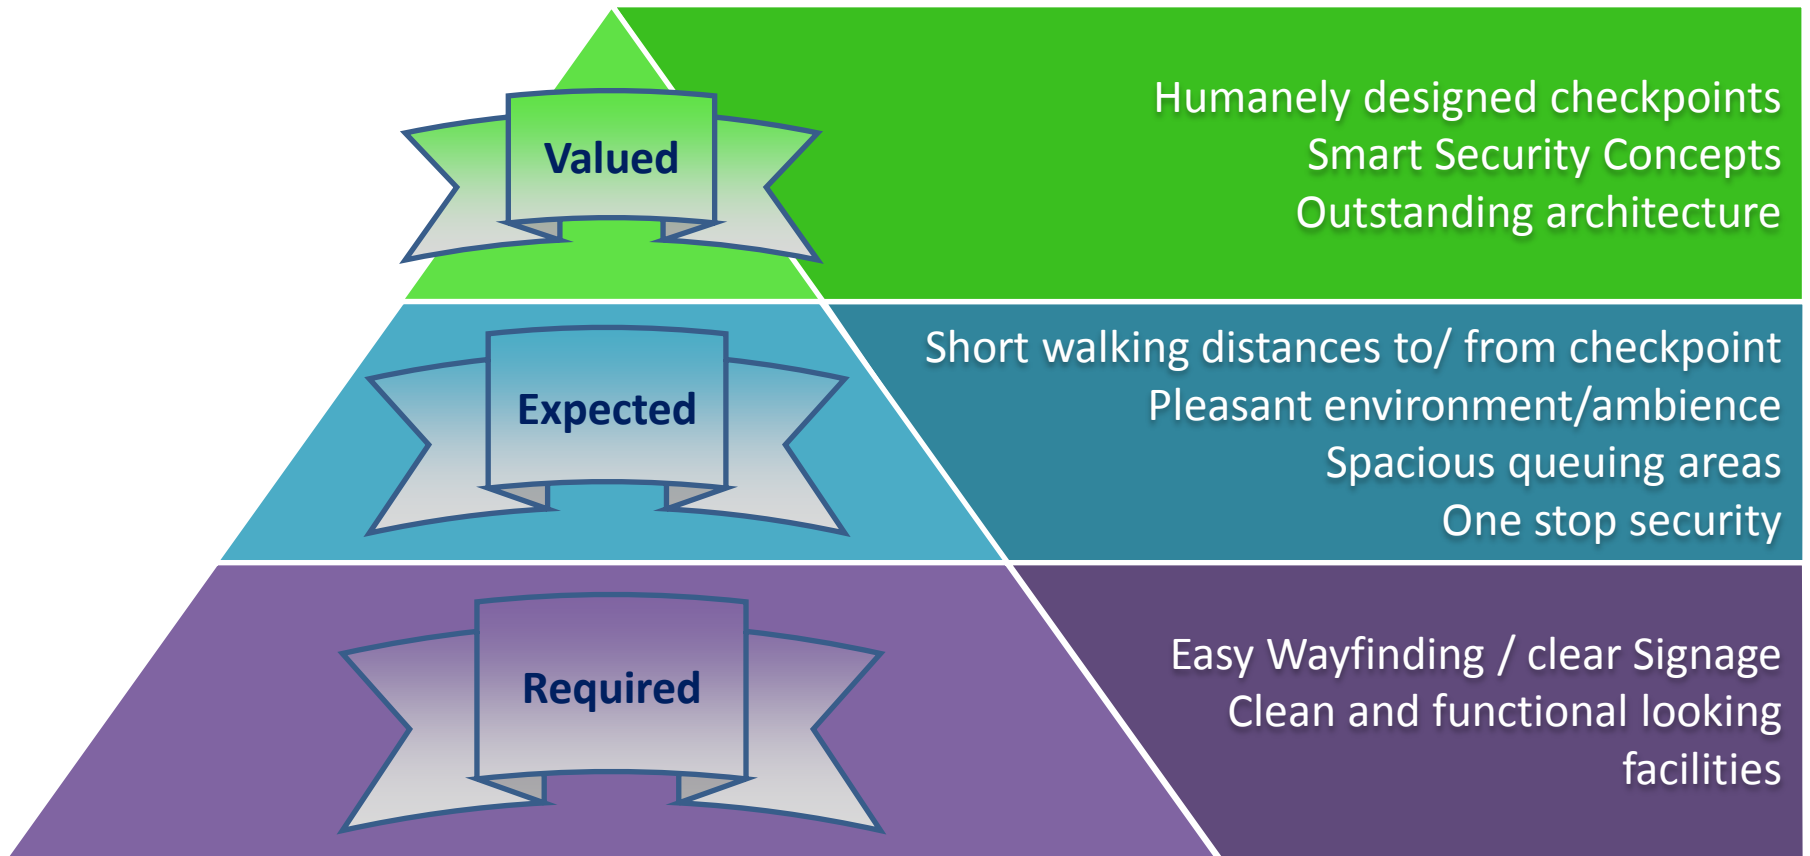 Valued
Humanely designed checkpoints
Smart Security Concepts
Outstanding architecture
Expected
Short walking distances to/ from checkpoint
Pleasant environment/ambience
Spacious queuing areas
One stop security
Required
Easy Wayfinding / clear Signage
Clean and functional looking
facilities